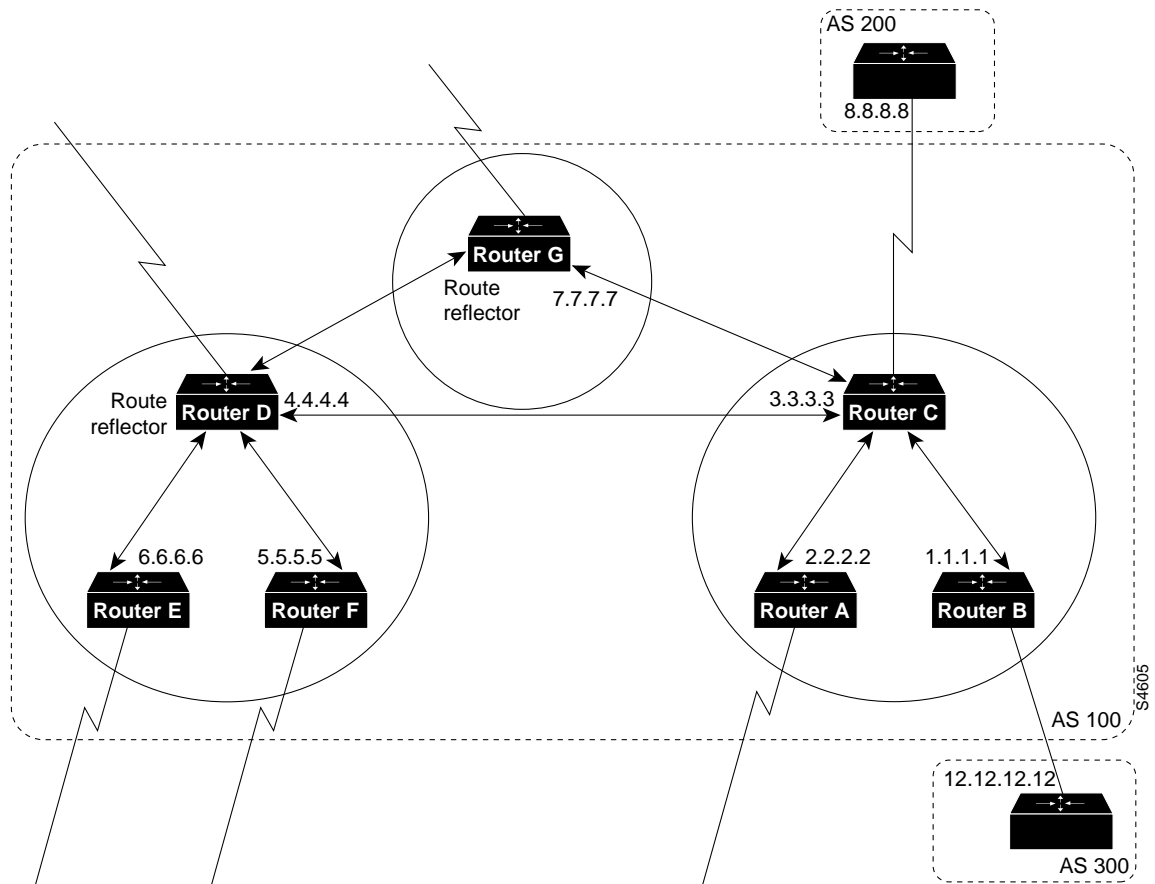 AS 200
8.8.8.8
Router G
Route
reflector
7.7.7.7
Route
reflector
Router D
4.4.4.4
3.3.3.3
Router C
6.6.6.6
5.5.5.5
2.2.2.2
1.1.1.1
Router E
Router F
Router A
Router B
S4605
AS 100
12.12.12.12
AS 300